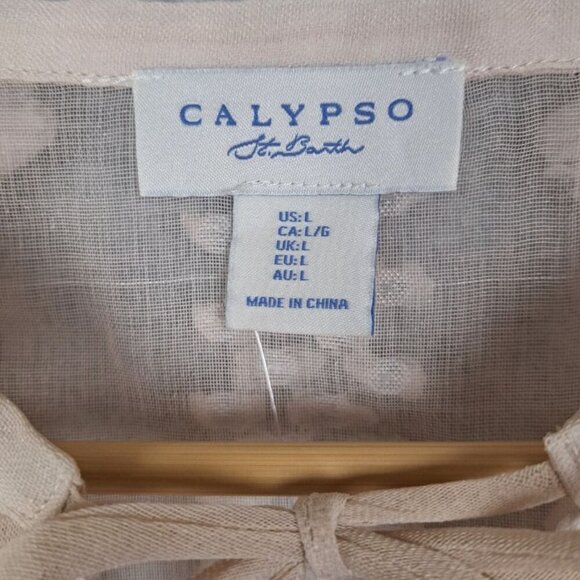 CALYPSO
St. Barth
US: L
CA: L/G
UK: L
EU: L
AU: L
MADE IN CHINA